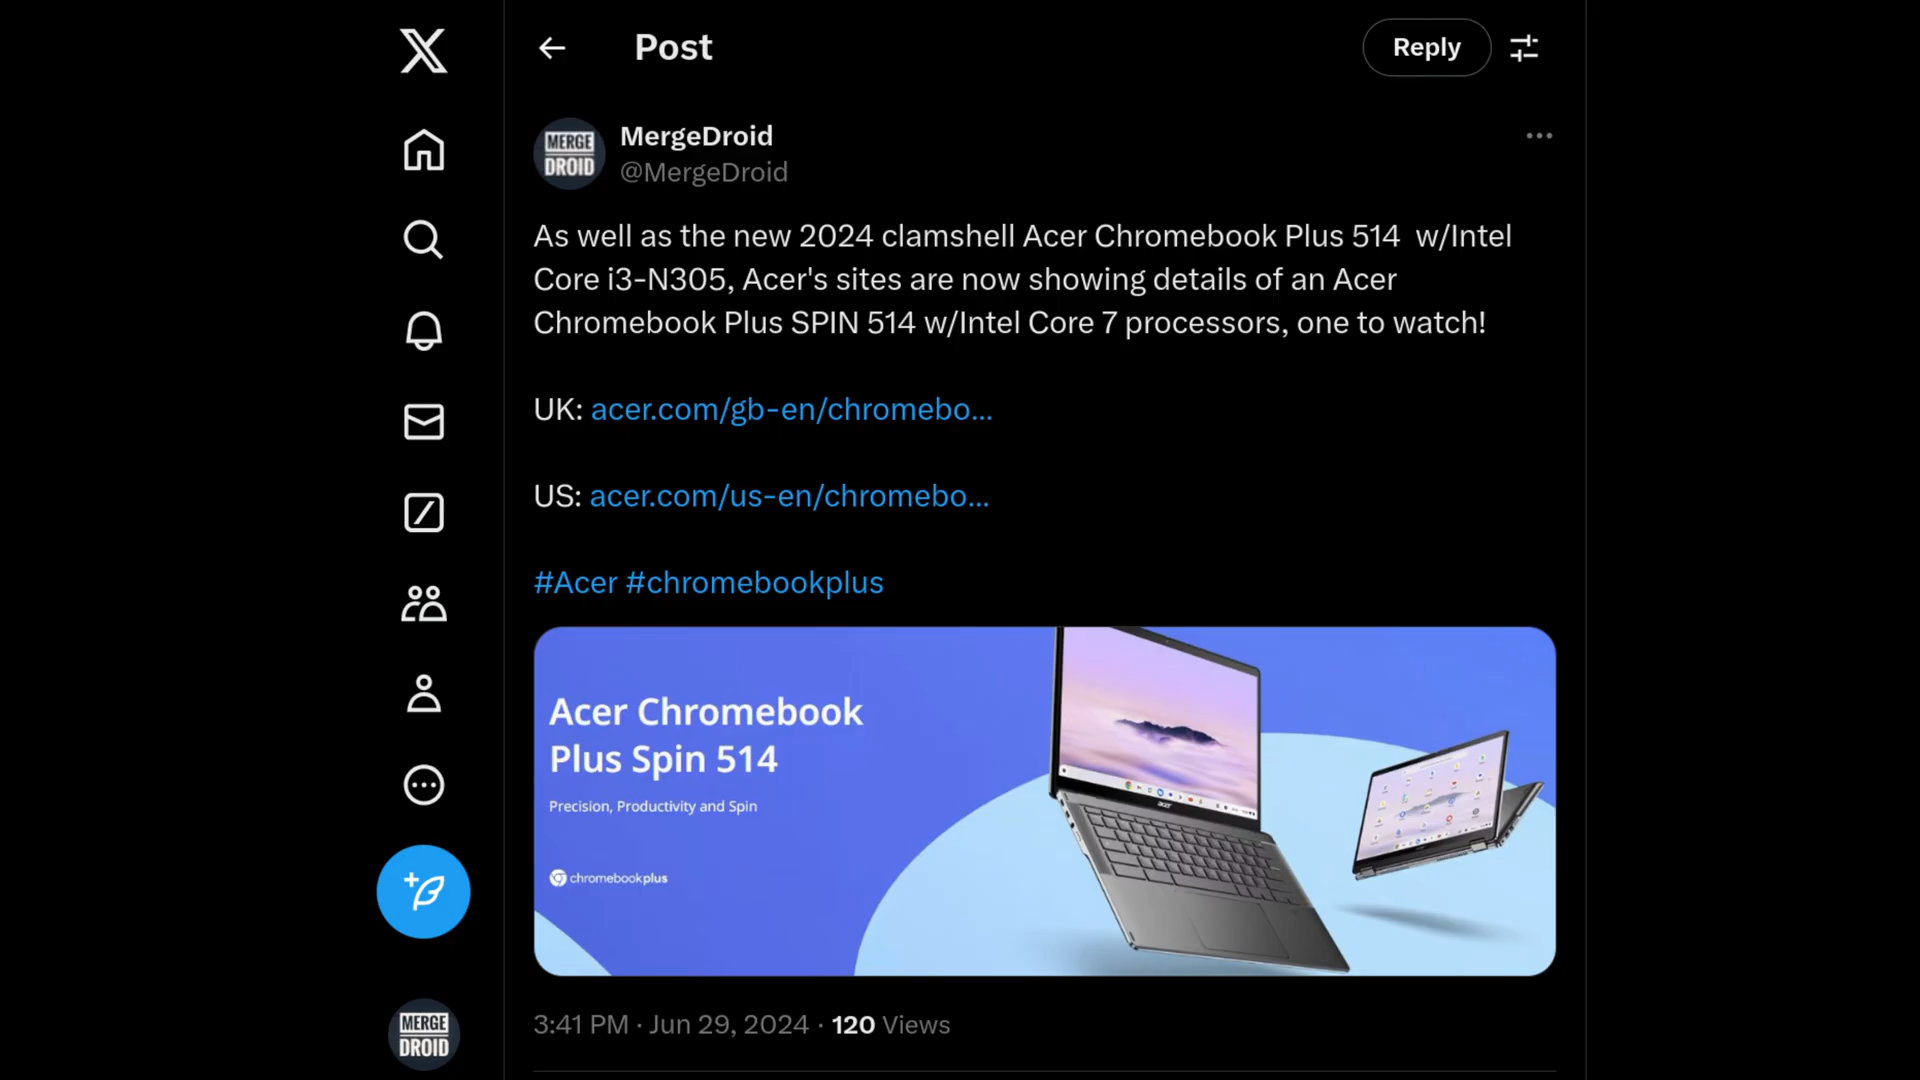 Post
Reply
MERGE
DROID
MergeDroid
@MergeDroid
As well as the new 2024 clamshell Acer Chromebook Plus 514  w/Intel
Core i3-N305, Acer's sites are now showing details of an Acer
Chromebook Plus SPIN 514 w/Intel Core 7 processors, one to watch!
UK: acer.com/gb-en/chromebo...
US: acer.com/us-en/chromebo...
#Acer #chromebookplus
Acer Chromebook
Plus Spin 514
Precision, Productivity and Spin
chromebookplus
acer
3:41 PM · Jun 29, 2024 · 120 Views
MERGE
DROID